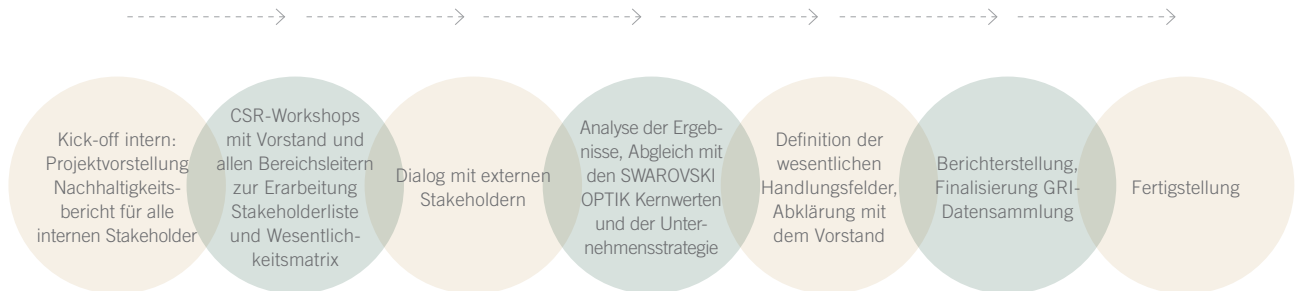 Kick-off intern:
Projektvorstellung
Nachhaltigkeits-
bericht für alle
internen Stakeholder
CSR-Workshops
mit Vorstand und
allen Bereichsleitern
zur Erarbeitung
Stakeholderliste
und Wesentlich-
keitsmatrix
Dialog mit externen
Stakeholdern
Analyse der Ergeb-
nisse, Abgleich mit
den SWAROVSKI
OPTIK Kernwerten
und der Unter-
nehmensstrategie
Definition der
wesentlichen
Handlungsfelder,
Abklärung mit
dem Vorstand
Berichterstellung,
Finalisierung GRI-
Datensammlung
Fertigstellung